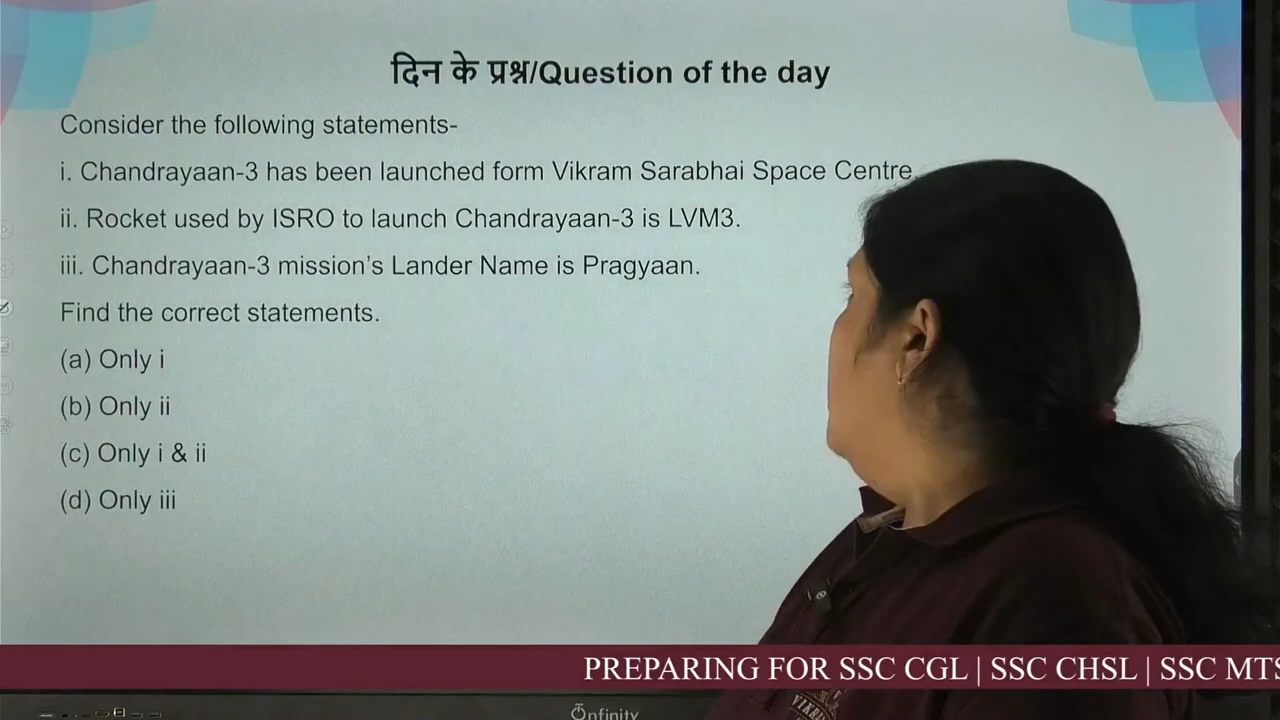 दिन के प्रश्न/Question of the day
Consider the following statements-
i. Chandrayaan-3 has been launched form Vikram Sarabhai Space Centre.
ii. Rocket used by ISRO to launch Chandrayaan-3 is LVM3.
iii. Chandrayaan-3 mission’s Lander Name is Pragyaan.
Find the correct statements.
(a) Only i
(b) Only ii
(c) Only i & ii
(d) Only iii
PREPARING FOR SSC CGL | SSC CHSL | SSC MTS